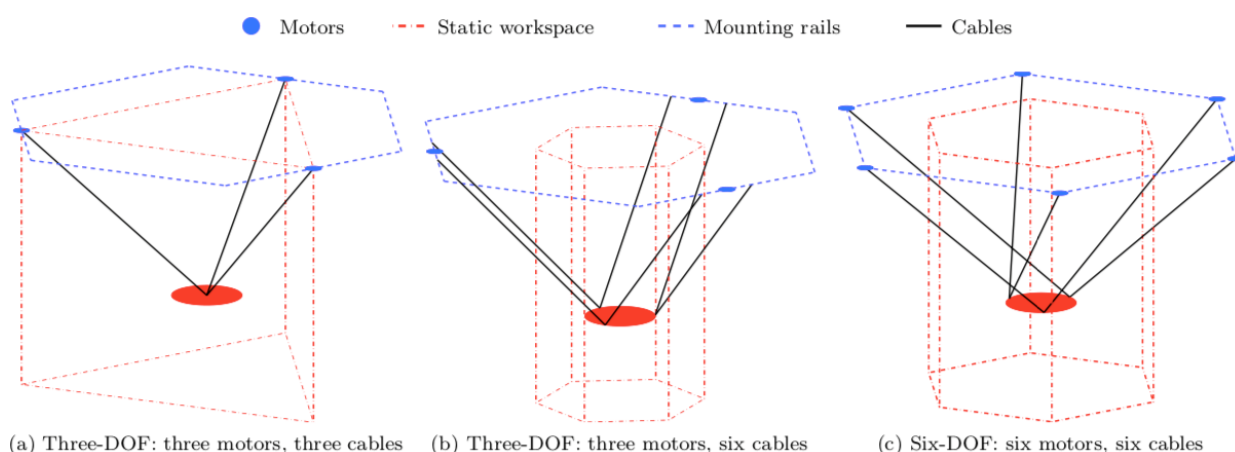 Motors Static workspace Mounting rails Cables
(a) Three-DOF: three motors, three cables (b) Three-DOF: three motors, six cables (c) Six-DOF: six motors, six cables